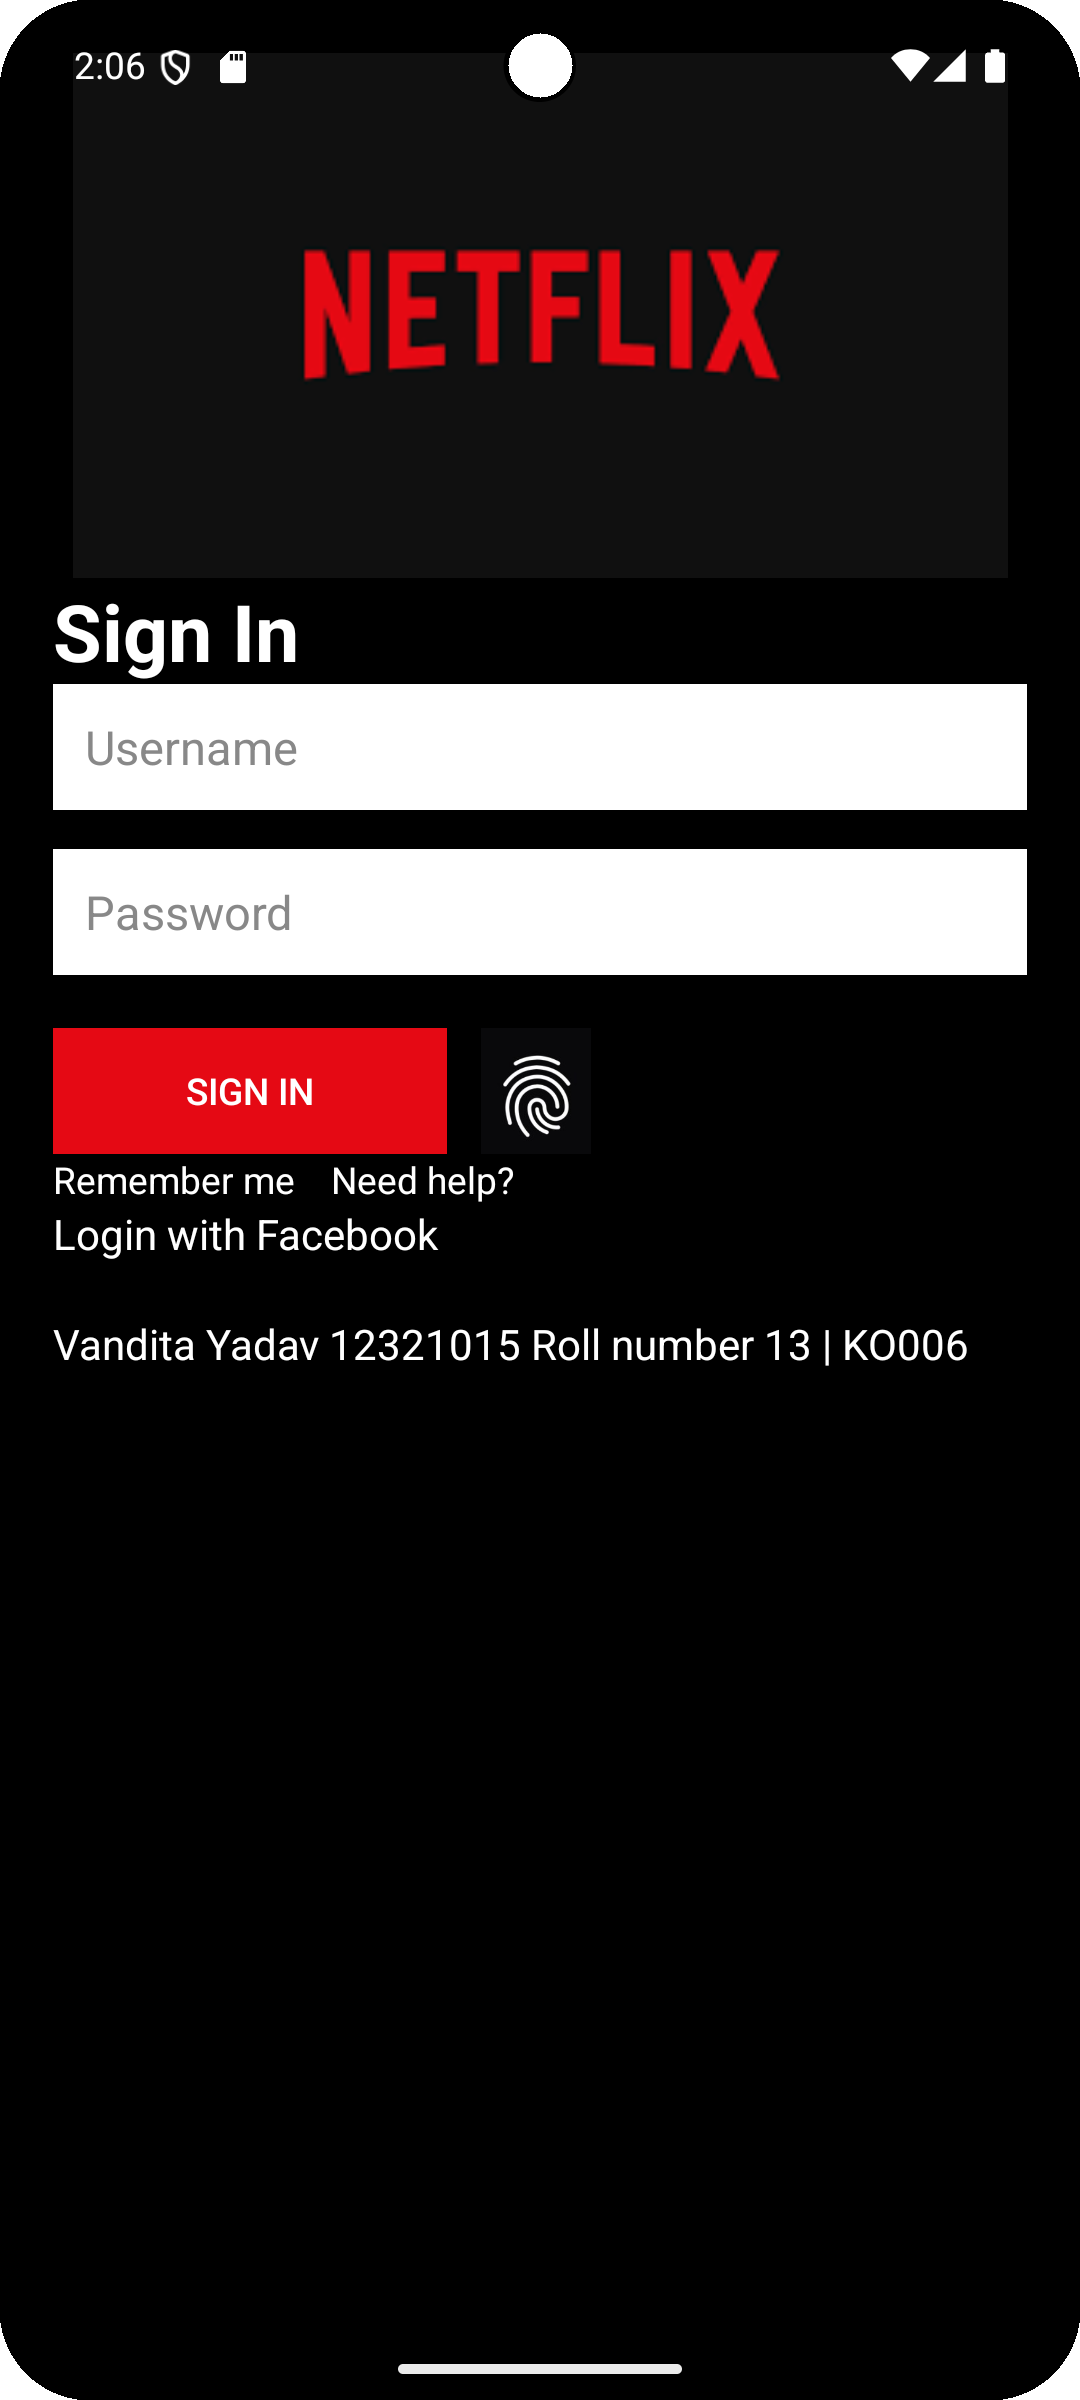 2:06
NETFLIX
Sign In
Username
Password
SIGN IN
Remember me Need help?
Login with Facebook
Vandita Yadav 12321015 Roll number 13 | KO006